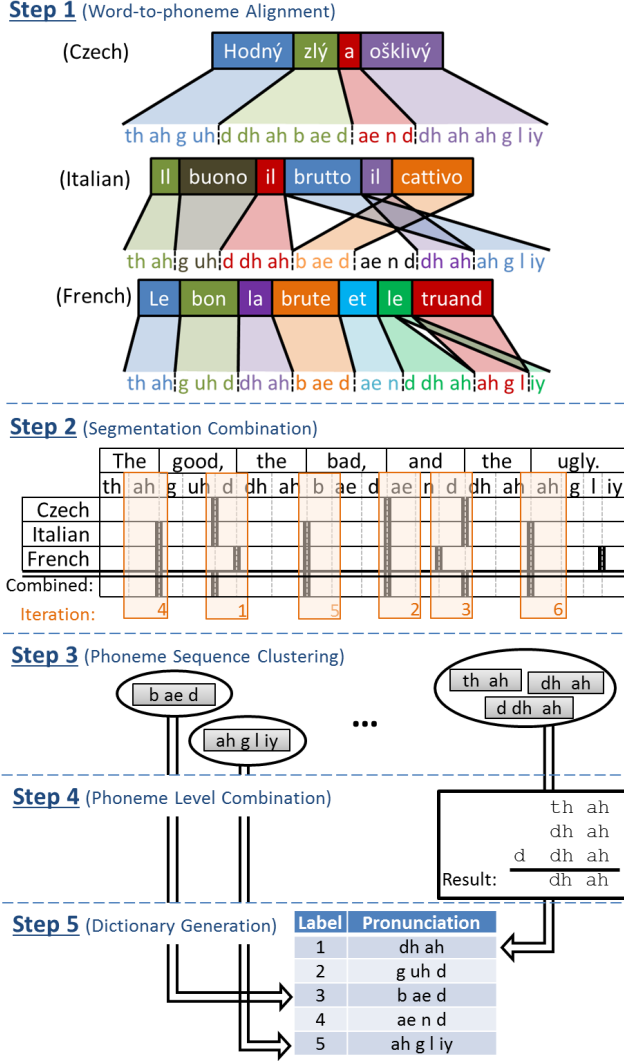 Step 1 (Word-to-phoneme Alignment)
(Czech) Hodný zlý a ošklivý
th ah g uh d dh ah b ae d ae n d dh ah ah g l iy
(Italian) Il buono il brutto il cattivo
th ah g uh d dh ah b ae d ae n d dh ah ah g l iy
(French) Le bon la brute et le truand
th ah g uh d dh ah b ae d ae n d dh ah ah g l iy
Step 2 (Segmentation Combination)
The good, the bad, and the ugly.
th ah g uh d dh ah b ae d ae n d dh ah ah g l iy
Czech
Italian
French
Combined:
Iteration: 4 1 5 2 3 6
Step 3 (Phoneme Sequence Clustering)
b ae d
ah g l iy
...
th ah
dh ah
d dh ah
Step 4 (Phoneme Level Combination)
th ah
dh ah
d dh ah
Result: dh ah
Step 5 (Dictionary Generation)
Label Pronunciation
1 dh ah
2 g uh d
3 b ae d
4 ae n d
5 ah g l iy